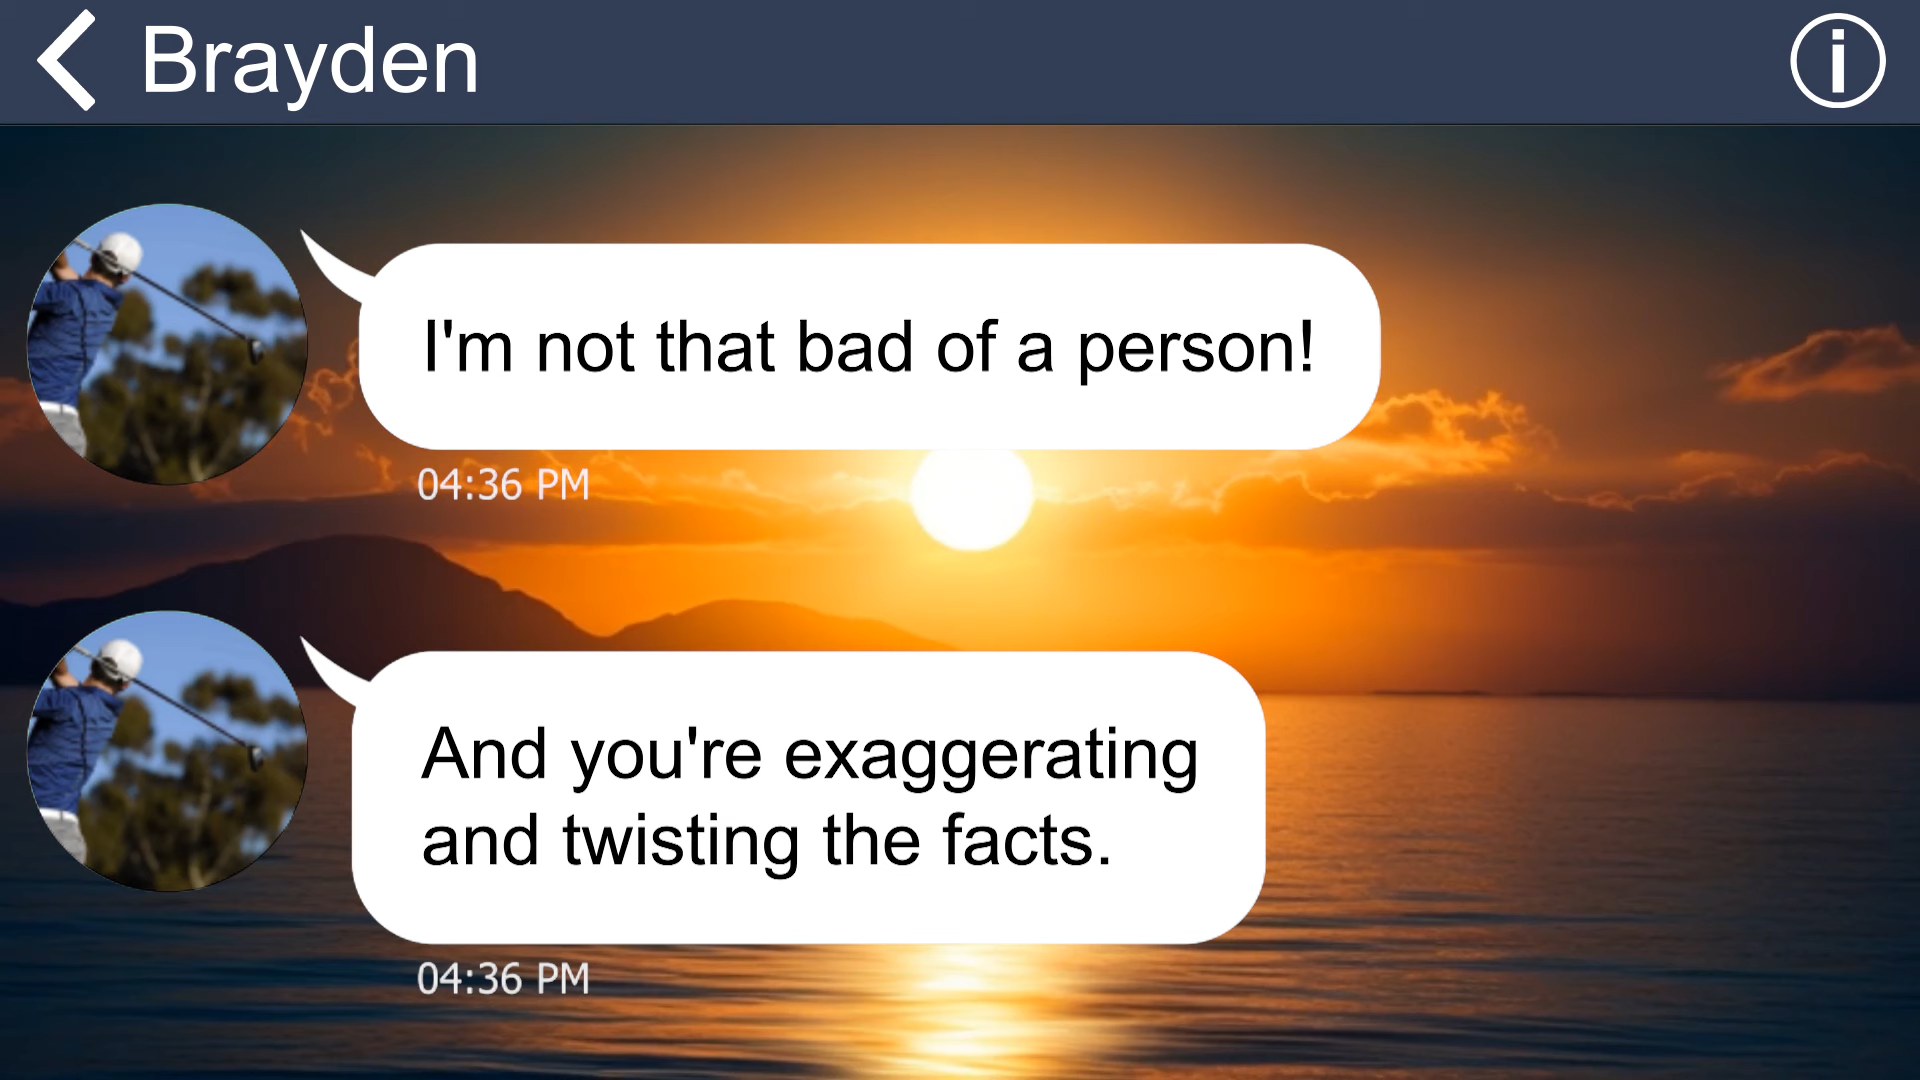 Brayden
I'm not that bad of a person!
04:36 PM
And you're exaggerating
and twisting the facts.
04:36 PM